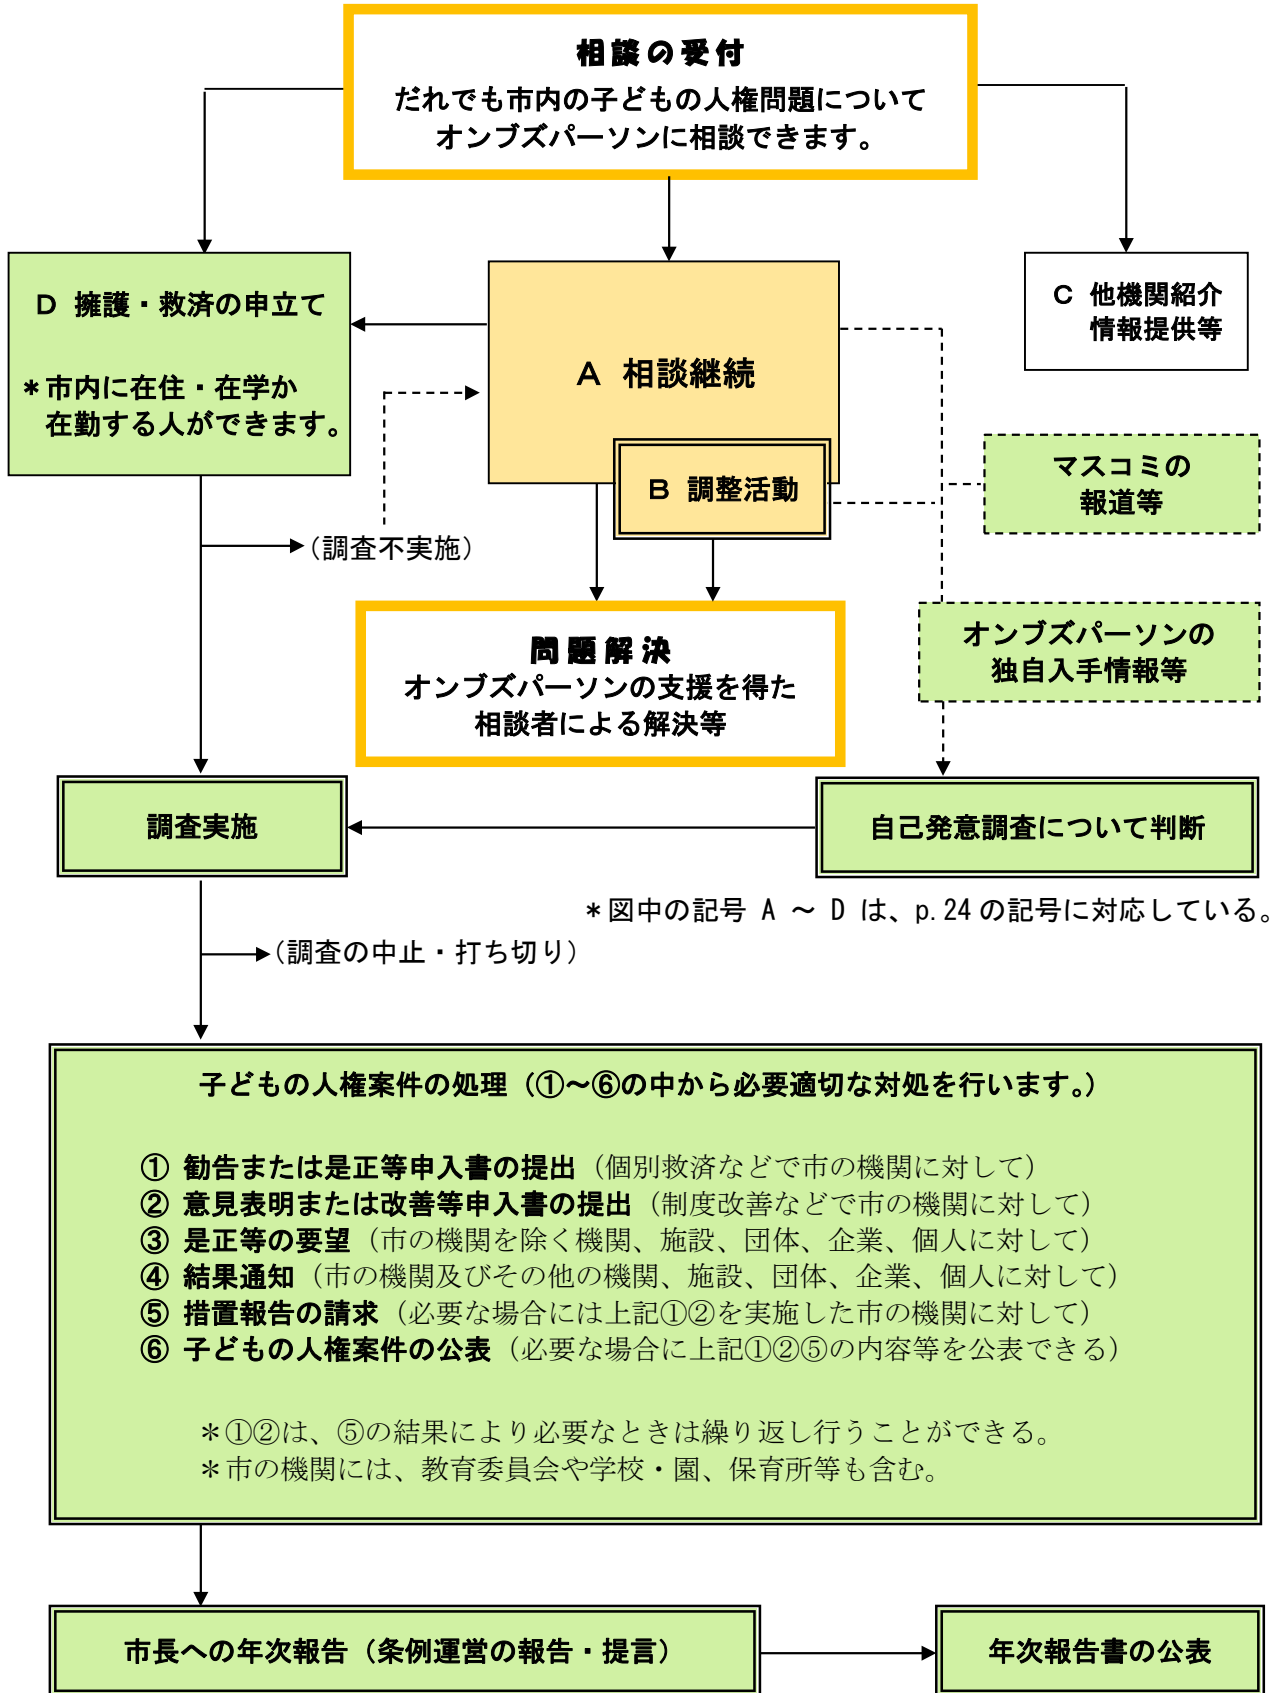 相談の受付
だれでも市内の子どもの人権問題について
オンブズパーソンに相談できます。
D 擁護・救済の申立て
*市内に在住・在学か
在勤する人ができます。
A 相談継続
B 調整活動
C 他機関紹介
情報提供等
マスコミの
報道等
(調査不実施)
オンブズパーソンの
独自入手情報等
問題解決
オンブズパーソンの支援を得た
相談者による解決等
調査実施
自己発意調査について判断
*図中の記号 A ～ D は、p.24 の記号に対応している。
(調査の中止・打ち切り)
子どもの人権案件の処理（①～⑥の中から必要適切な対処を行います。）
① 勧告または是正等申入書の提出（個別救済などで市の機関に対して）
② 意見表明または改善等申入書の提出（制度改善などで市の機関に対して）
③ 是正等の要望（市の機関を除く機関、施設、団体、企業、個人に対して）
④ 結果通知（市の機関及びその他の機関、施設、団体、企業、個人に対して）
⑤ 措置報告の請求（必要な場合には上記①②を実施した市の機関に対して）
⑥ 子どもの人権案件の公表（必要な場合に上記①②⑤の内容等を公表できる）
＊①②は、⑤の結果により必要なときは繰り返し行うことができる。
＊市の機関には、教育委員会や学校・園、保育所等も含む。
市長への年次報告（条例運営の報告・提言）
年次報告書の公表